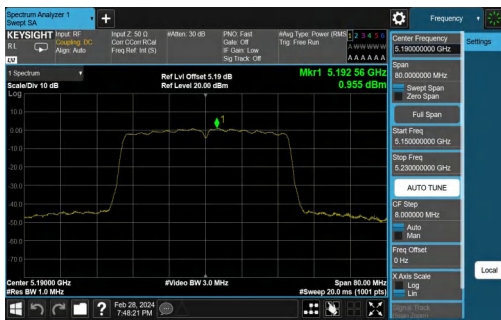 Spectrum Analyzer 1
Swept SA
Frequency
KEYSIGHT
RL
Input: RF
Coupling: DC
Align: Auto
Input Z: 50 Ω
Corr CCorr RCal
Freq Ref: Int (S)
#Atten: 30 dB
PNO: Fast
Gate: Off
IF Gain: Low
Sig Track: Off
#Avg Type: Power (RMS)
Trig: Free Run
1 2 3 4 5 6
A W W W W W
A A A A A A
LW
1 Spectrum
Scale/Div 10 dB
Ref Lvl Offset 5.19 dB
Ref Level 20.00 dBm
Mkr1 5.192 56 GHz
0.955 dBm
Log
1
10.0
0.00
-10.0
-20.0
-30.0
-40.0
-50.0
-60.0
-70.0
Center 5.19000 GHz
#Res BW 1.0 MHz
#Video BW 3.0 MHz
Span 80.00 MHz
#Sweep 20.0 ms (1001 pts)
Feb 28, 2024
7:48:21 PM
?
Center Frequency
5.190000000 GHz
Settings
Span
80.0000000 MHz
Swept Span
Zero Span
Full Span
Start Freq
5.150000000 GHz
Stop Freq
5.230000000 GHz
AUTO TUNE
CF Step
8.000000 MHz
Auto
Man
Freq Offset
0 Hz
X Axis Scale
Log
Lin
Local
Signal Track